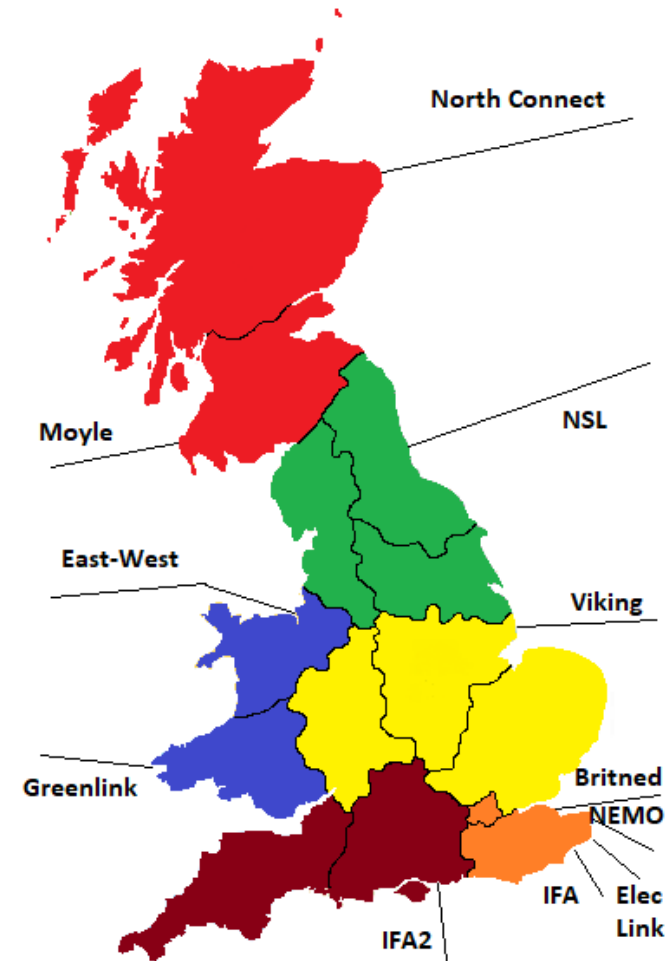 North Connect
NSL
Moyle
East-West
Viking
Greenlink
Britned
NEMO
IFA
Elec
Link
IFA2